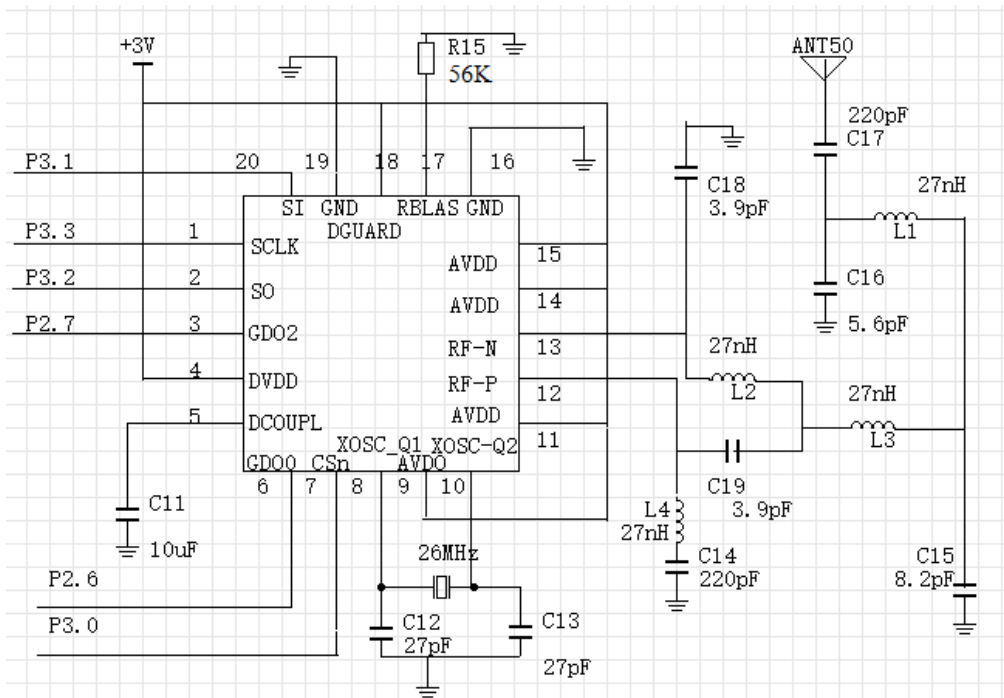 +3V
R15
56K
ANT50
220pF
C17
P3.1
20
19
18
17
16
C18
3.9pF
27nH
L1
SI
GND
RBLAS
GND
DGUARD
P3.3
1
SCLK
AVDD
15
P3.2
2
SO
AVDD
14
C16
5.6pF
P2.7
3
GDO2
RF-N
13
27nH
L2
4
DVDD
RF-P
12
27nH
L3
5
DCOUPL
AVDD
11
XOSC_Q1
XOSC-Q2
GDO0
CSn
AVDO
6
7
8
9
10
C19
3.9pF
C11
10uF
L4
27nH
26MHz
C14
220pF
C15
8.2pF
P2.6
P3.0
C12
27pF
C13
27pF